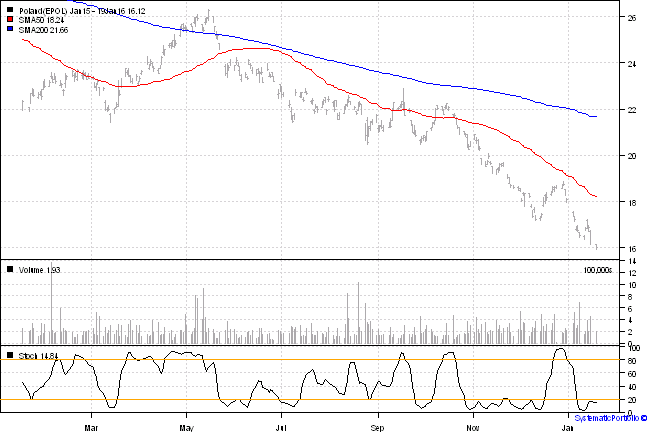 Poland(EPOL) Jan15 - 19Jan16 16.12
SMA50 18.24
SMA200 21.66
26
24
22
20
18
16
Volume 1.93
100,000s
14
12
10
8
6
4
2
0
Stoch 14.84
100
80
60
40
20
0
Mar May Jul Sep Nov Jan
SystematicPortfolio ©